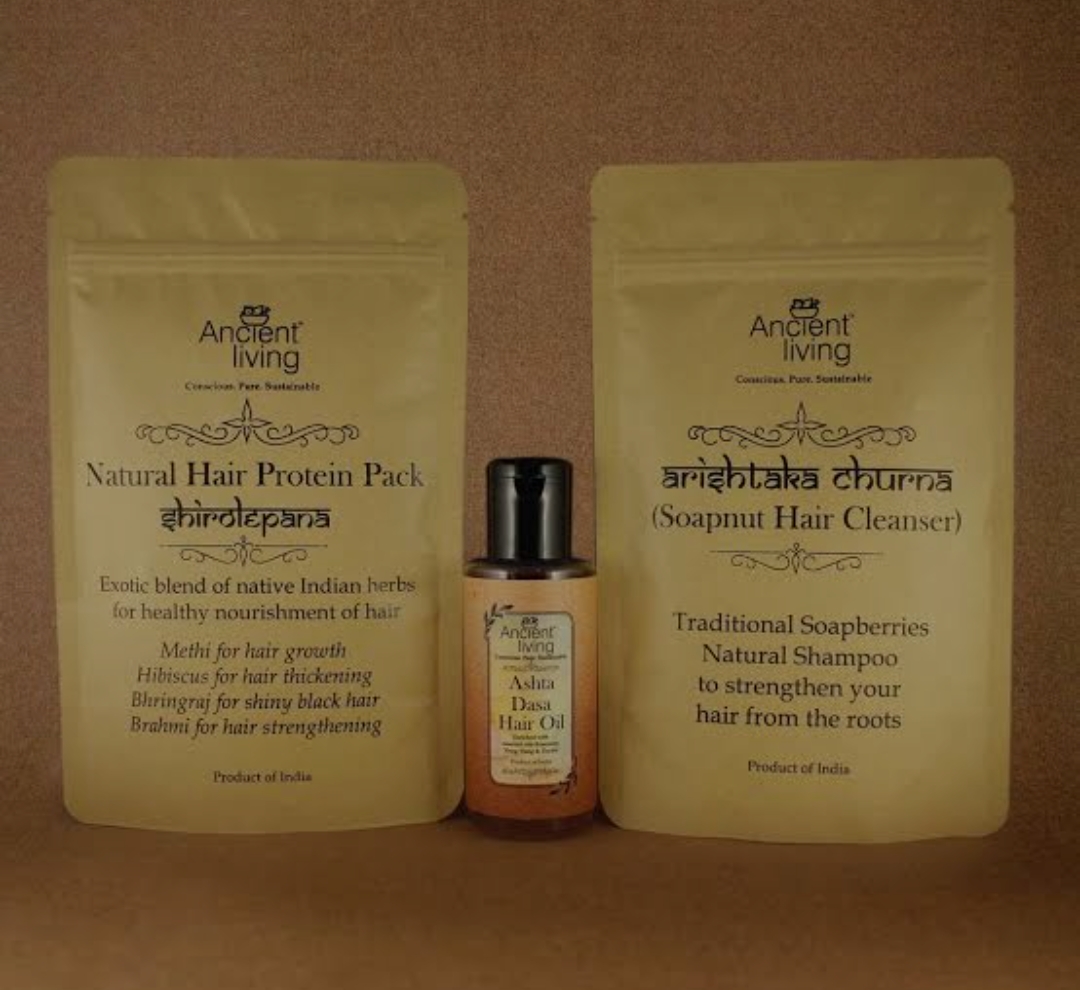 Ancient
living
Conscious. Pure. Sustainable
Natural Hair Protein Pack
shirolepana
Exotic blend of native Indian herbs
for healthy nourishment of hair
Methi for hair growth
Hibiscus for hair thickening
Bhringraj for shiny black hair
Brahmi for hair strengthening
Product of India
Ancient
living
Ashta
Dasa
Hair Oil
Ancient
living
Conscious. Pure. Sustainable
arishtaka churna
(Soapnut Hair Cleanser)
Traditional Soapberries
Natural Shampoo
to strengthen your
hair from the roots
Product of India